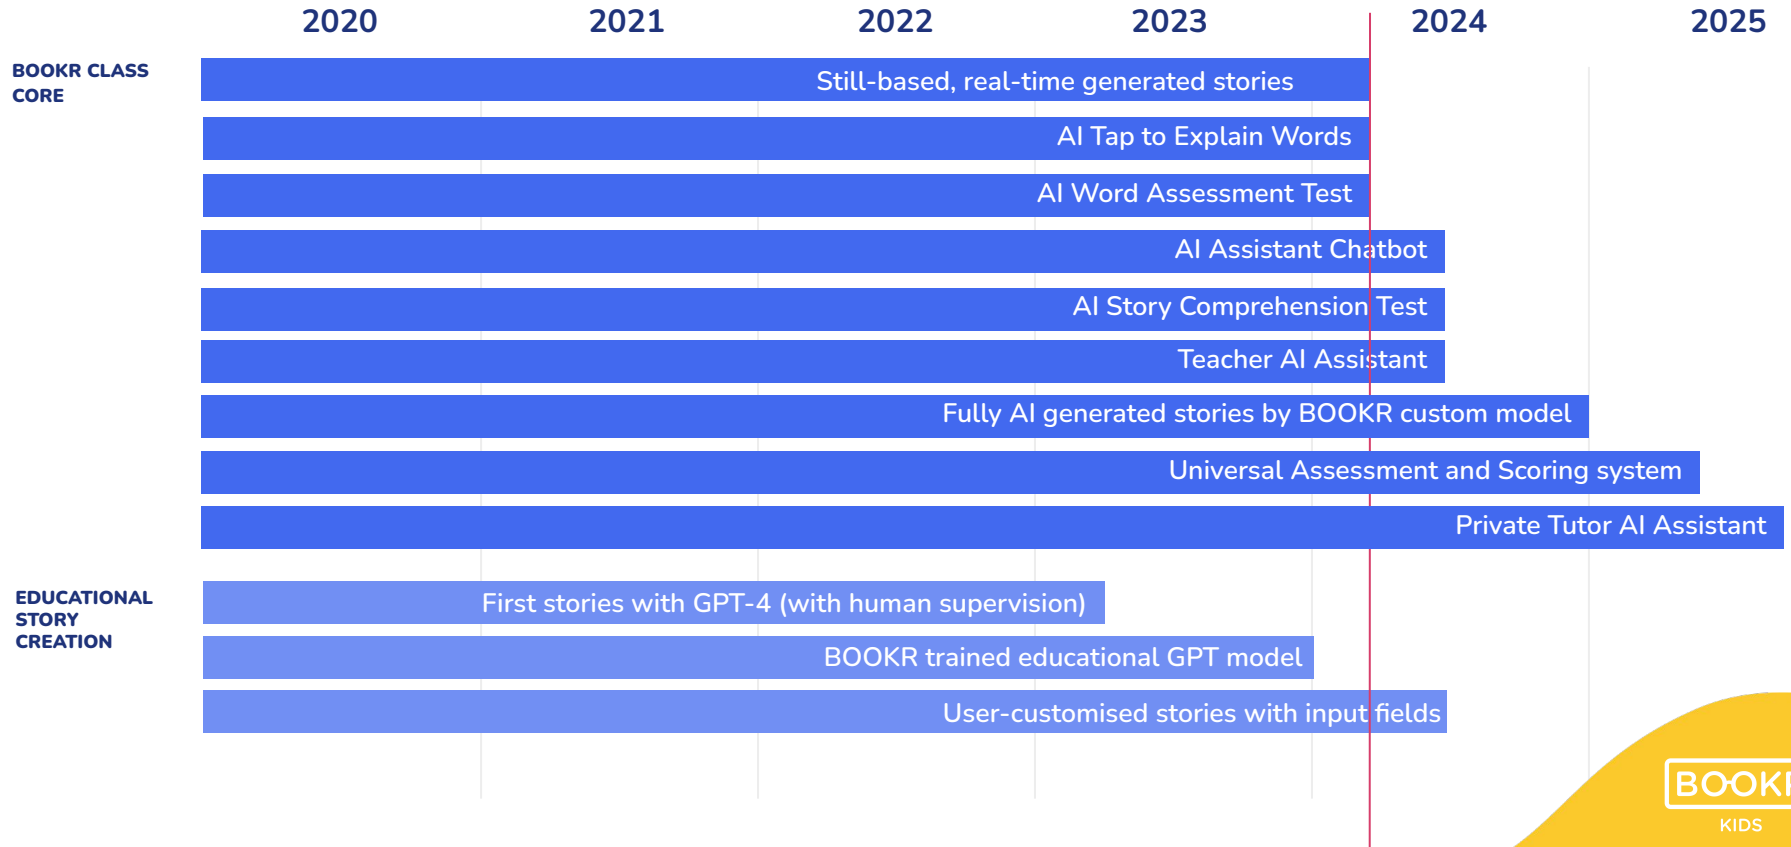 2020 2021 2022 2023 2024 2025
BOOKR CLASS
CORE
Still-based, real-time generated stories
AI Tap to Explain Words
AI Word Assessment Test
AI Assistant Chatbot
AI Story Comprehension Test
Teacher AI Assistant
Fully AI generated stories by BOOKR custom model
Universal Assessment and Scoring system
Private Tutor AI Assistant
EDUCATIONAL
STORY
CREATION
First stories with GPT-4 (with human supervision)
BOOKR trained educational GPT model
User-customised stories with input fields
BOOKR
KIDS